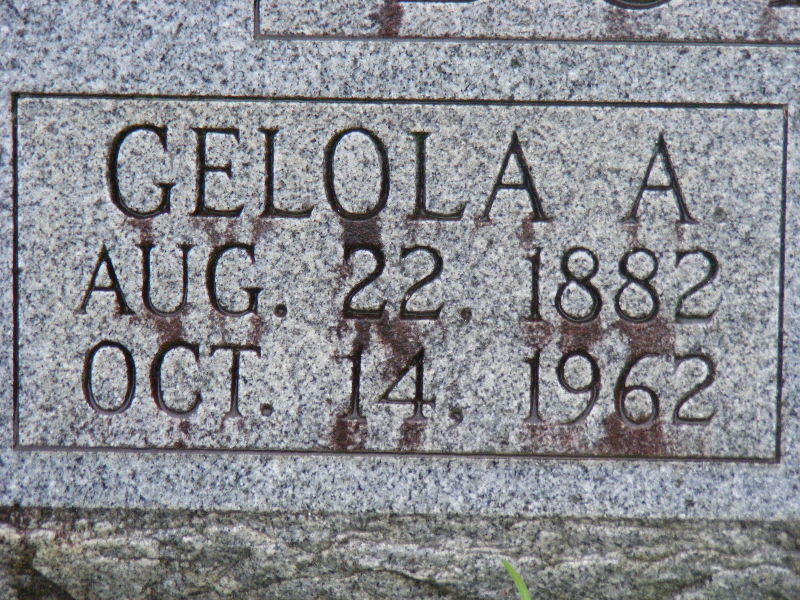 GELOLA A.
AUG. 22, 1882
OCT. 14, 1962